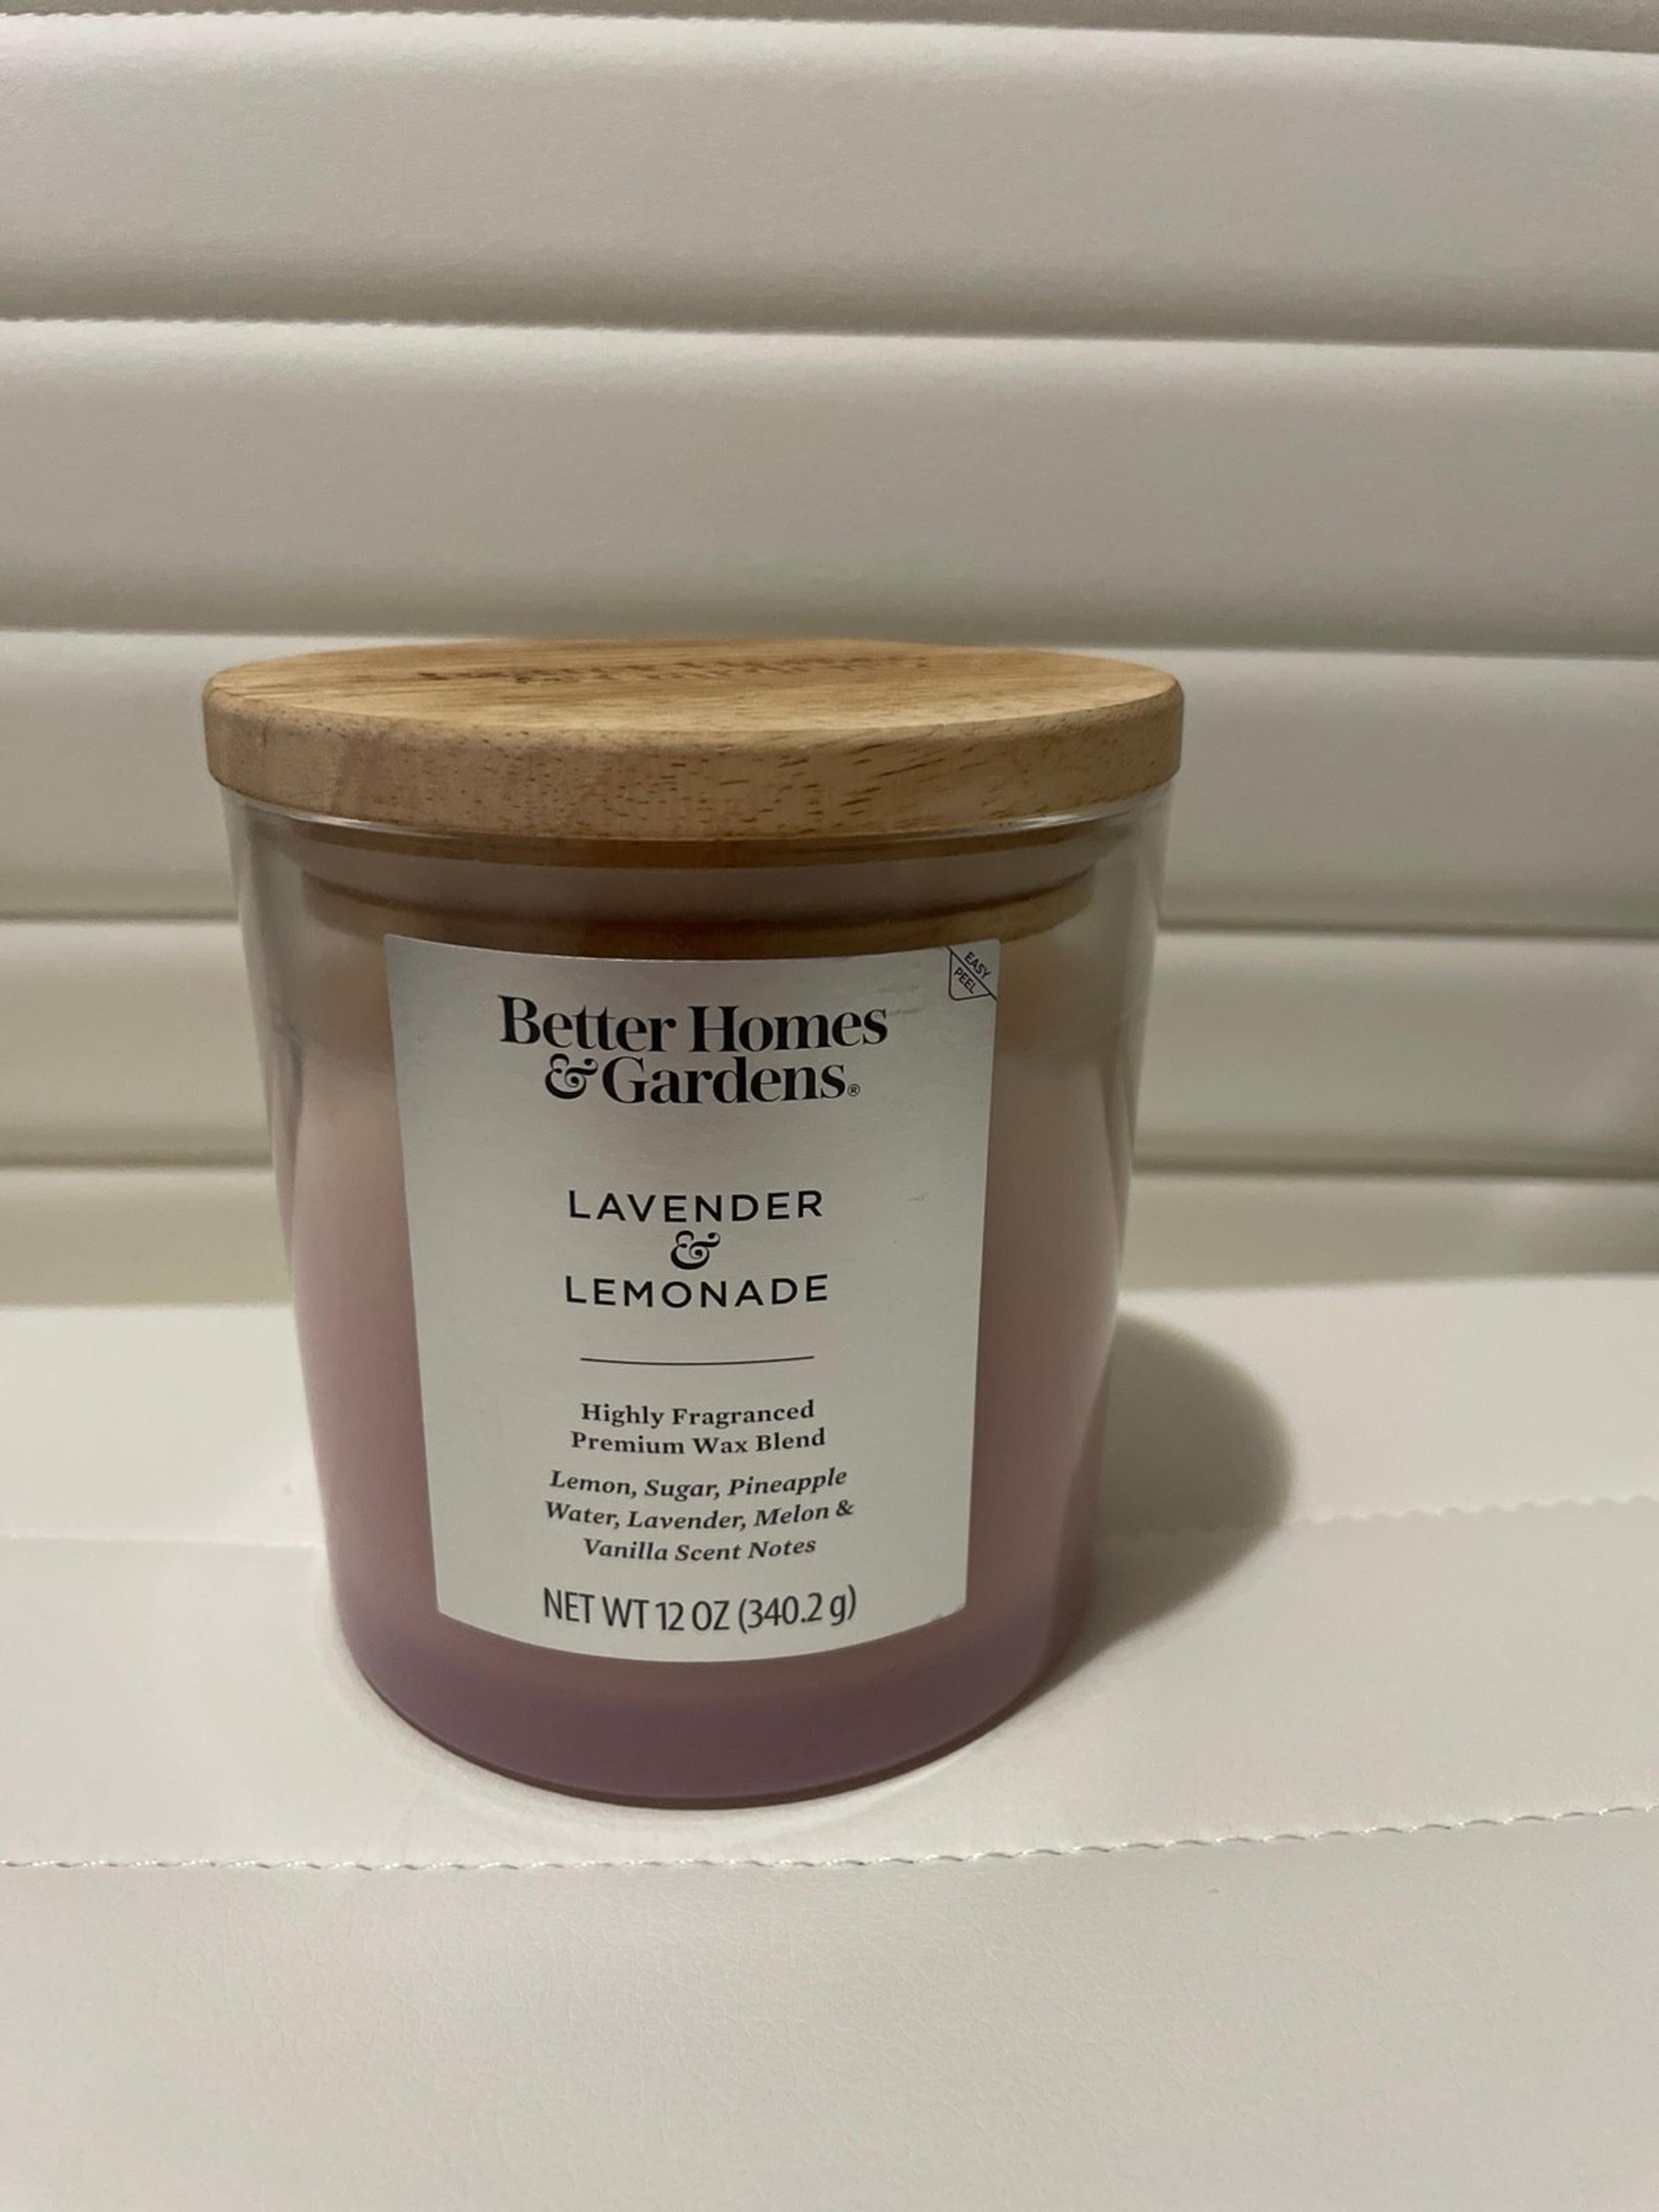 EASY
PEEL
Better Homes
&Gardens®
LAVENDER
&
LEMONADE
Highly Fragranced
Premium Wax Blend
Lemon, Sugar, Pineapple
Water, Lavender, Melon &
Vanilla Scent Notes
NET WT 12 OZ (340.2 g)